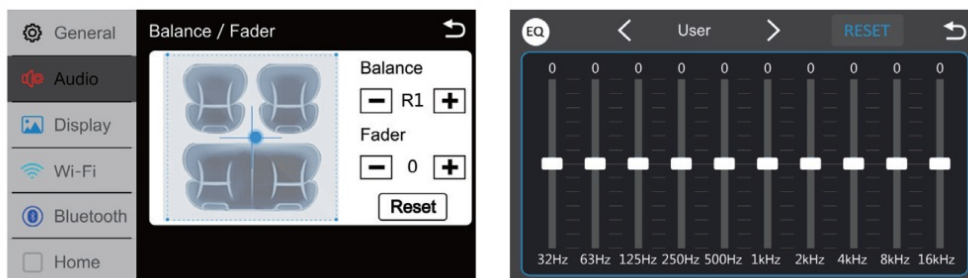 General
Audio
Display
Wi-Fi
Bluetooth
Home
Balance / Fader
Balance
R1
Fader
0
Reset
EQ
User
RESET
0 0 0 0 0 0 0 0 0 0
32Hz 63Hz 125Hz 250Hz 500Hz 1kHz 2kHz 4kHz 8kHz 16kHz